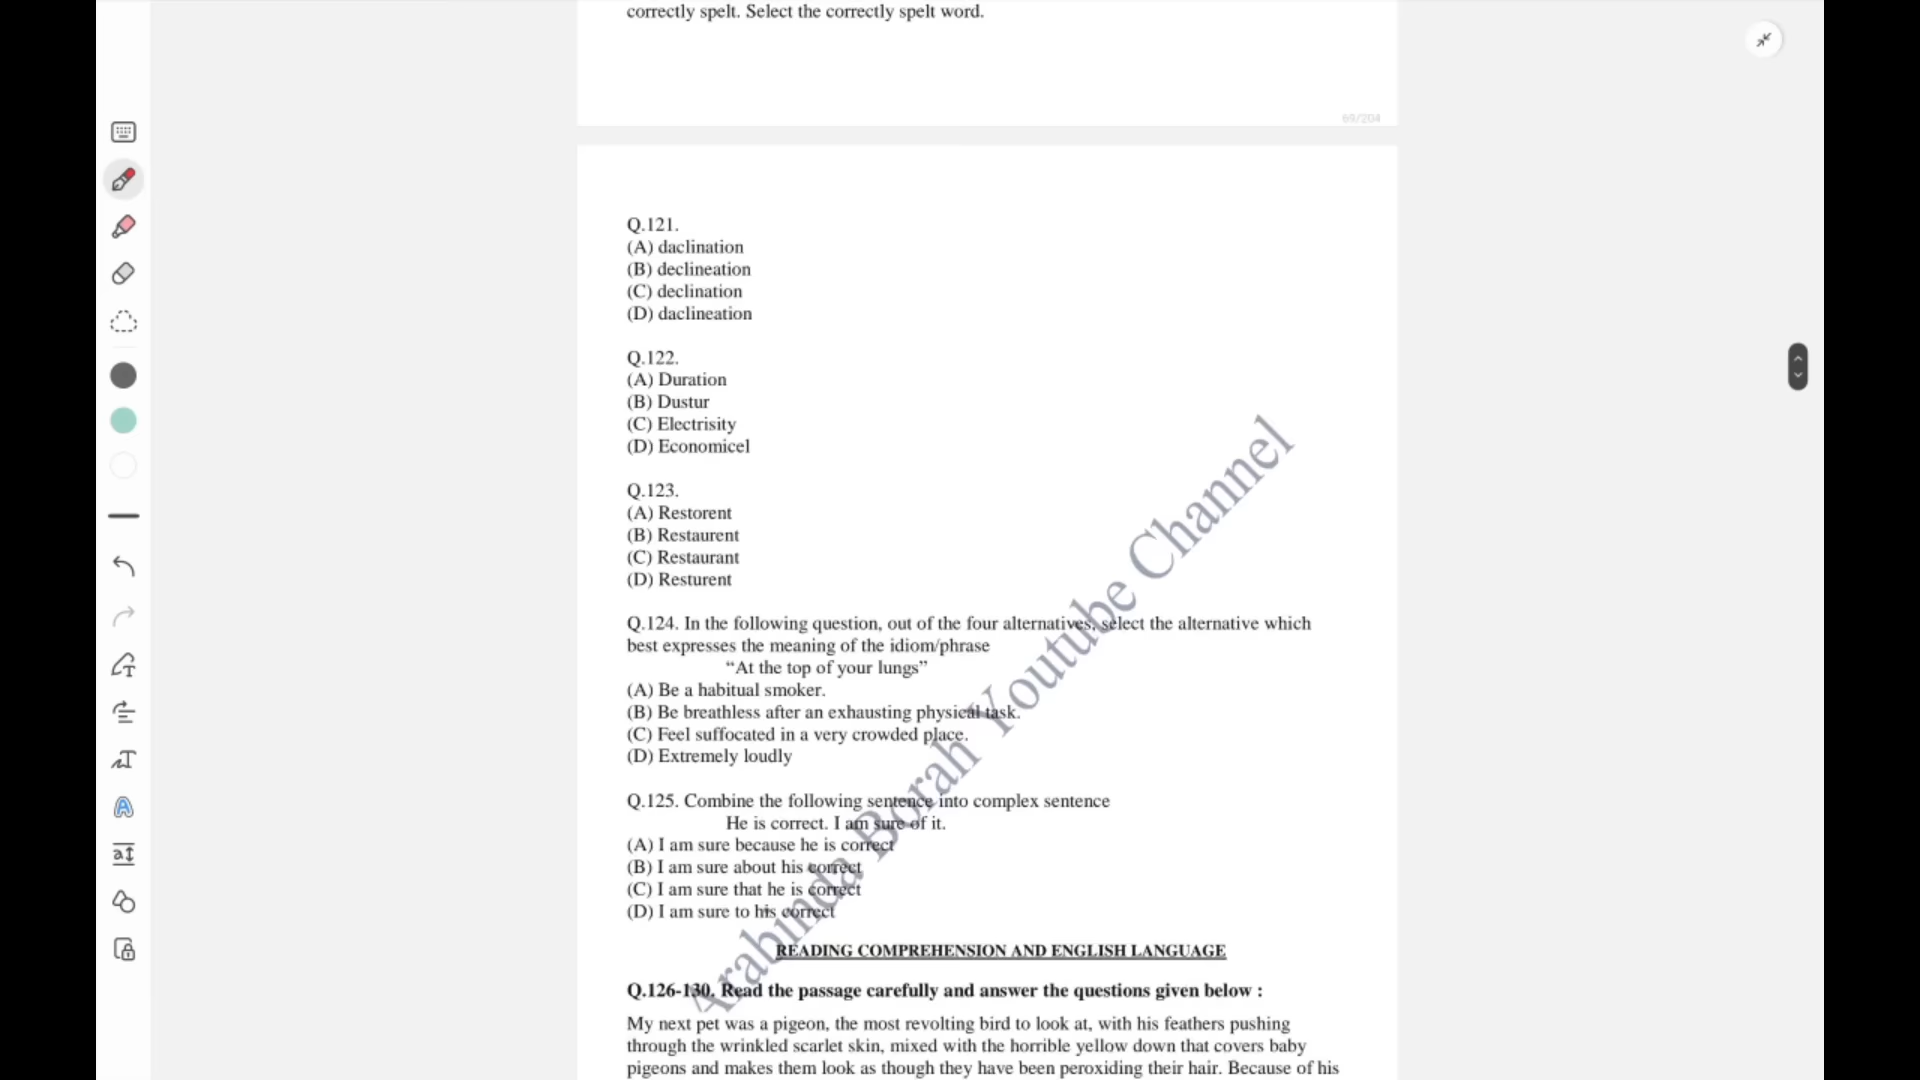 correctly spelt. Select the correctly spelt word.
69/204
Q.121.
(A) daclination
(B) declineation
(C) declination
(D) daclineation
Q.122.
(A) Duration
(B) Dustur
(C) Electrisity
(D) Economicel
Q.123.
(A) Restorent
(B) Restaurent
(C) Restaurant
(D) Resturent
Q.124. In the following question, out of the four alternatives, select the alternative which
best expresses the meaning of the idiom/phrase
“At the top of your lungs”
(A) Be a habitual smoker.
(B) Be breathless after an exhausting physical task.
(C) Feel suffocated in a very crowded place.
(D) Extremely loudly
Q.125. Combine the following sentence into complex sentence
He is correct. I am sure of it.
(A) I am sure because he is correct
(B) I am sure about his correct
(C) I am sure that he is correct
(D) I am sure to his correct
READING COMPREHENSION AND ENGLISH LANGUAGE
Q.126-130. Read the passage carefully and answer the questions given below :
My next pet was a pigeon, the most revolting bird to look at, with his feathers pushing
through the wrinkled scarlet skin, mixed with the horrible yellow down that covers baby
pigeons and makes them look as though they have been peroxiding their hair. Because of his
Arabinda Borah Youtube Channel